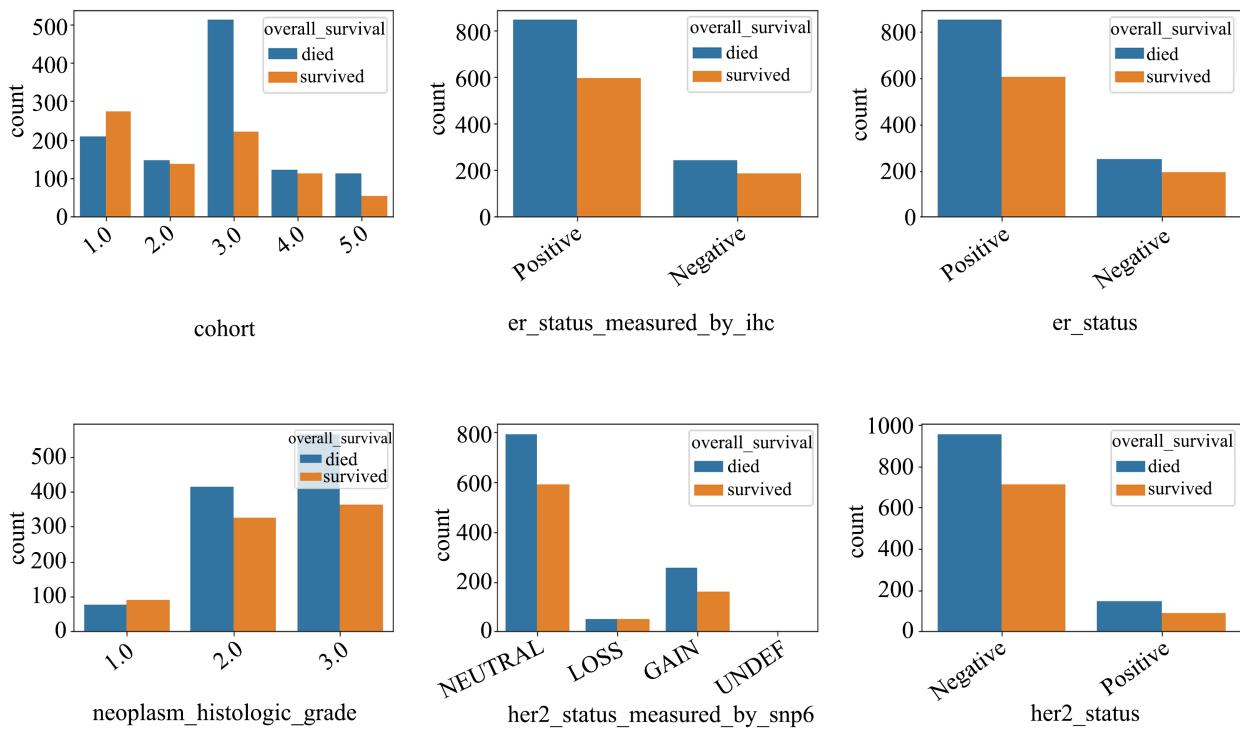 500
400
300
200
100
0
count
overall_survival
died
survived
1.0
2.0
3.0
4.0
5.0
cohort
800
600
400
200
0
count
overall_survival
died
survived
Positive
Negative
er_status_measured_by_ihc
800
600
400
200
0
count
overall_survival
died
survived
Positive
Negative
er_status
500
400
300
200
100
0
count
overall_survival
died
survived
1.0
2.0
3.0
neoplasm_histologic_grade
800
600
400
200
0
count
overall_survival
died
survived
NEUTRAL
LOSS
GAIN
UNDEF
her2_status_measured_by_snp6
1000
800
600
400
200
0
count
overall_survival
died
survived
Negative
Positive
her2_status